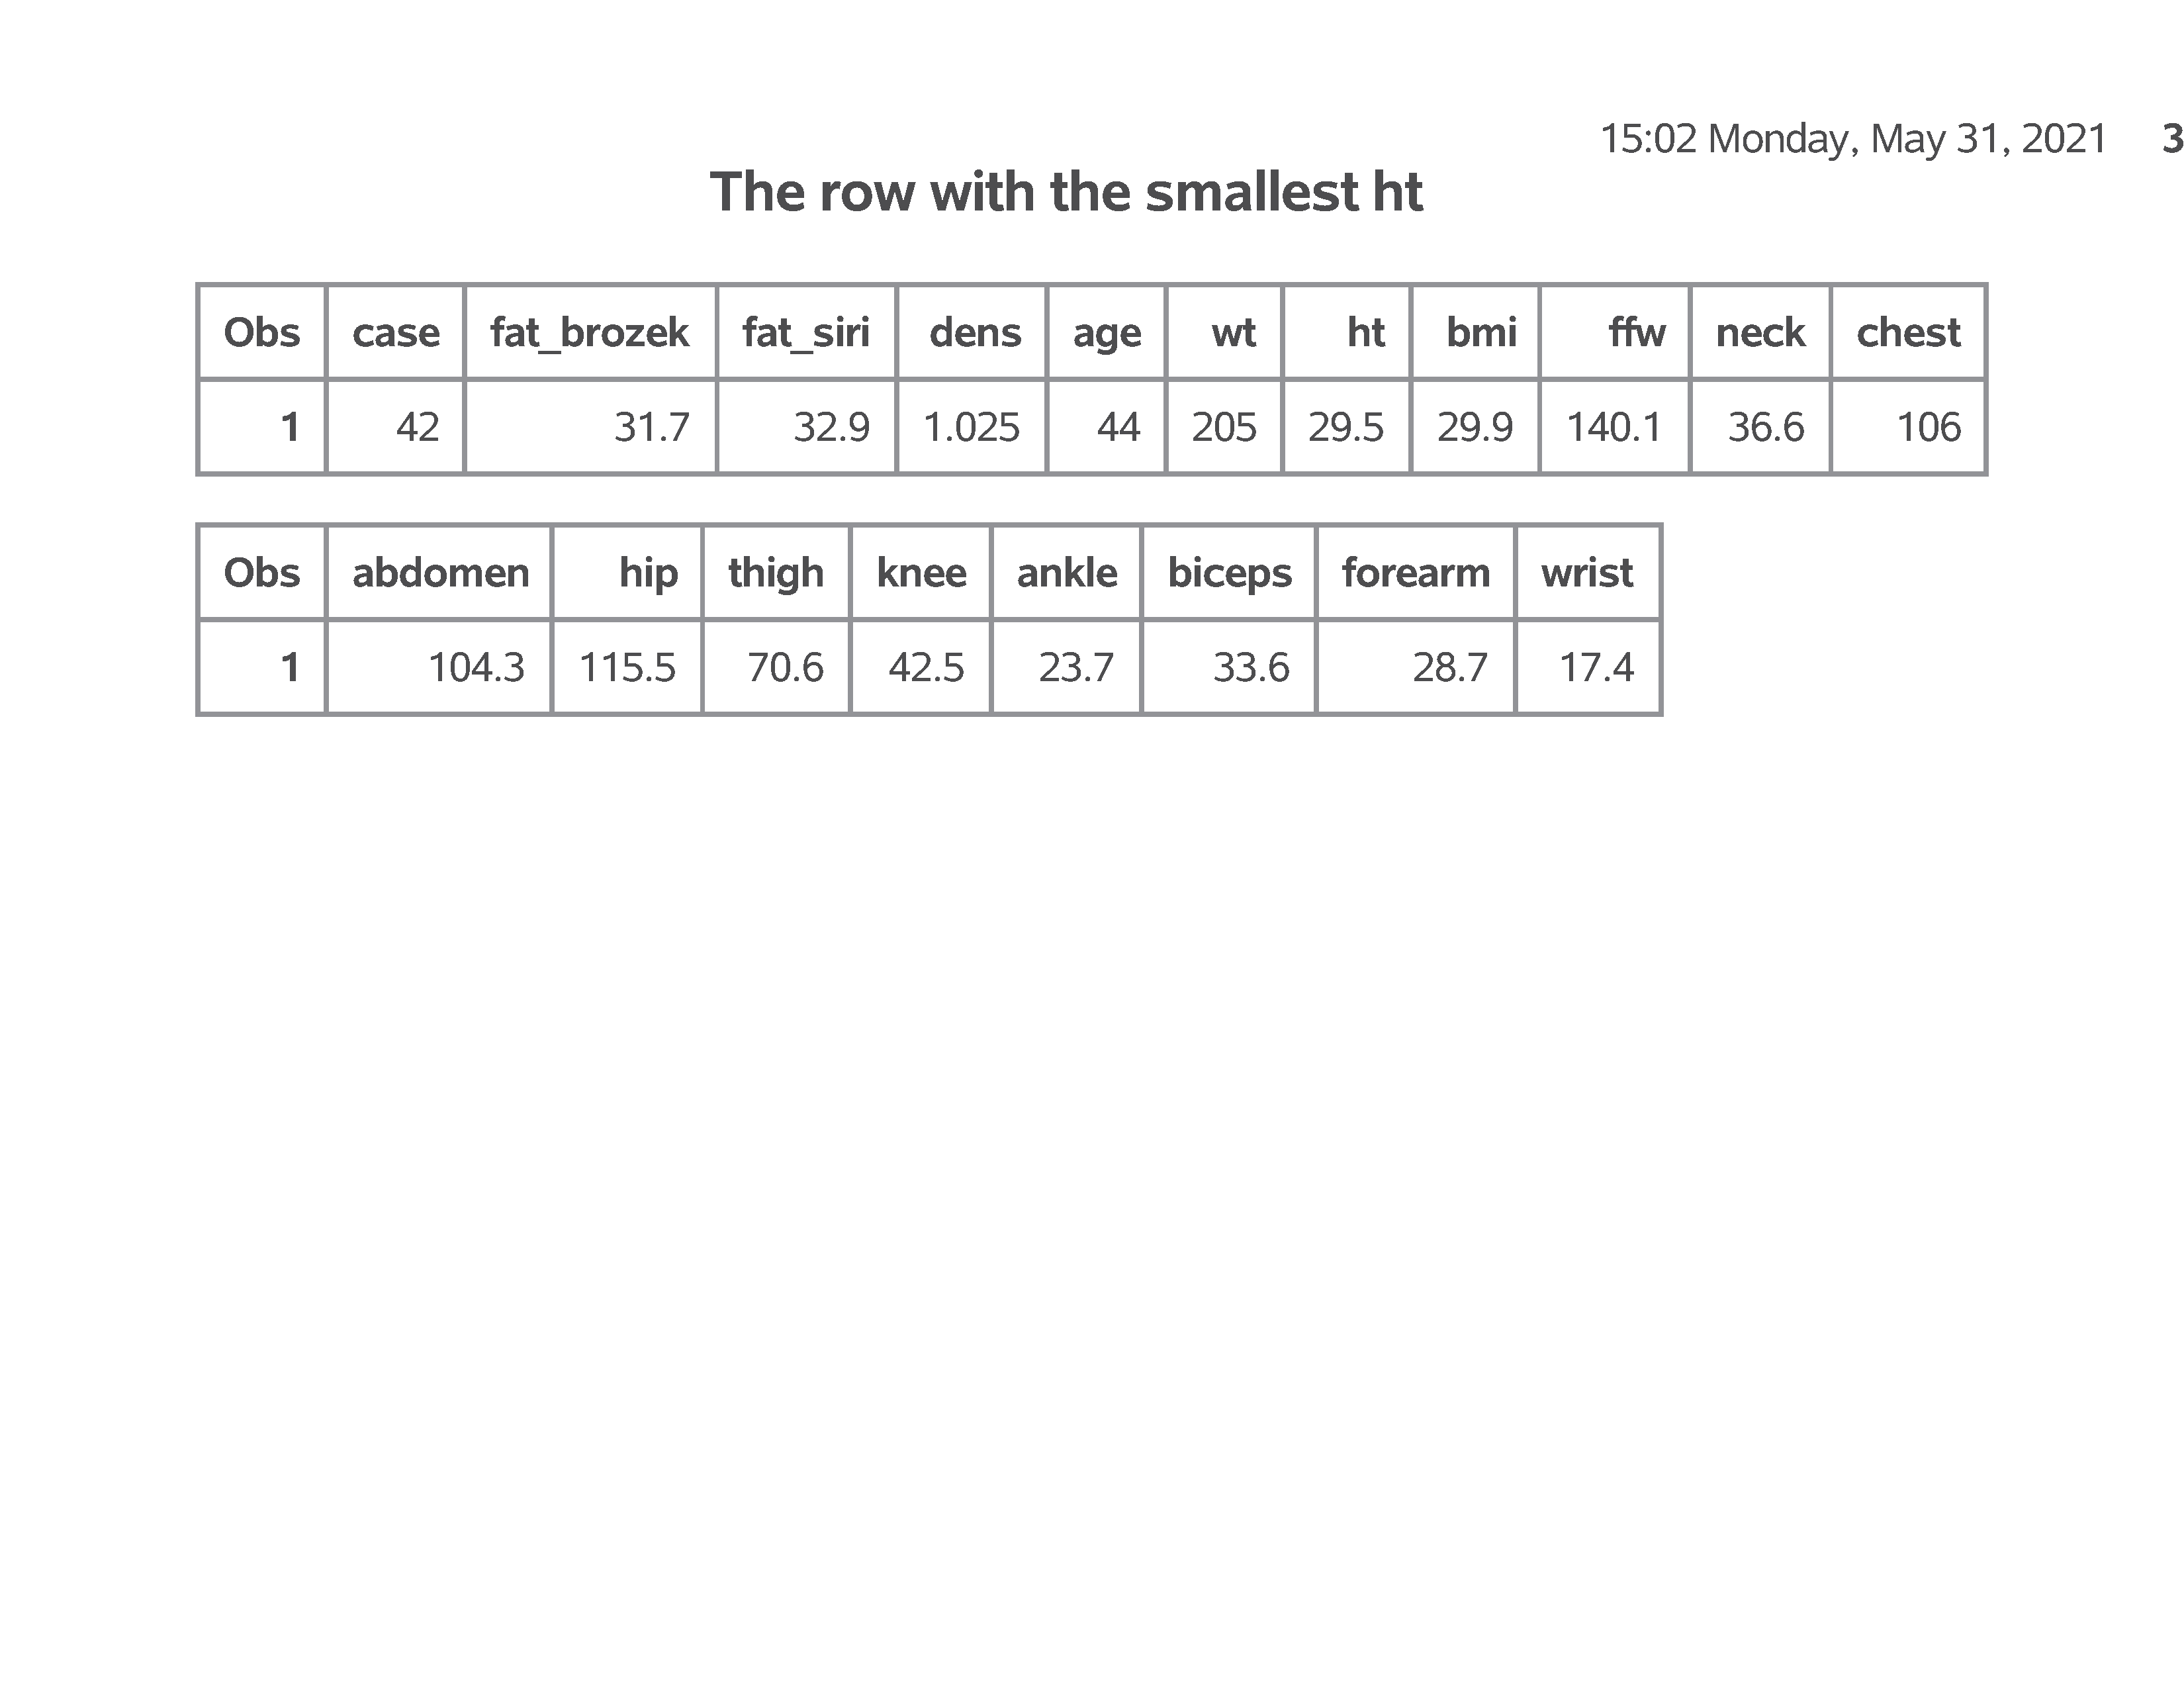 15:02 Monday, May 31, 2021 3
The row with the smallest ht
Obs case fat_brozek fat_siri dens age wt ht bmi ffw neck chest
1 42 31.7 32.9 1.025 44 205 29.5 29.9 140.1 36.6 106
Obs abdomen hip thigh knee ankle biceps forearm wrist
1 104.3 115.5 70.6 42.5 23.7 33.6 28.7 17.4